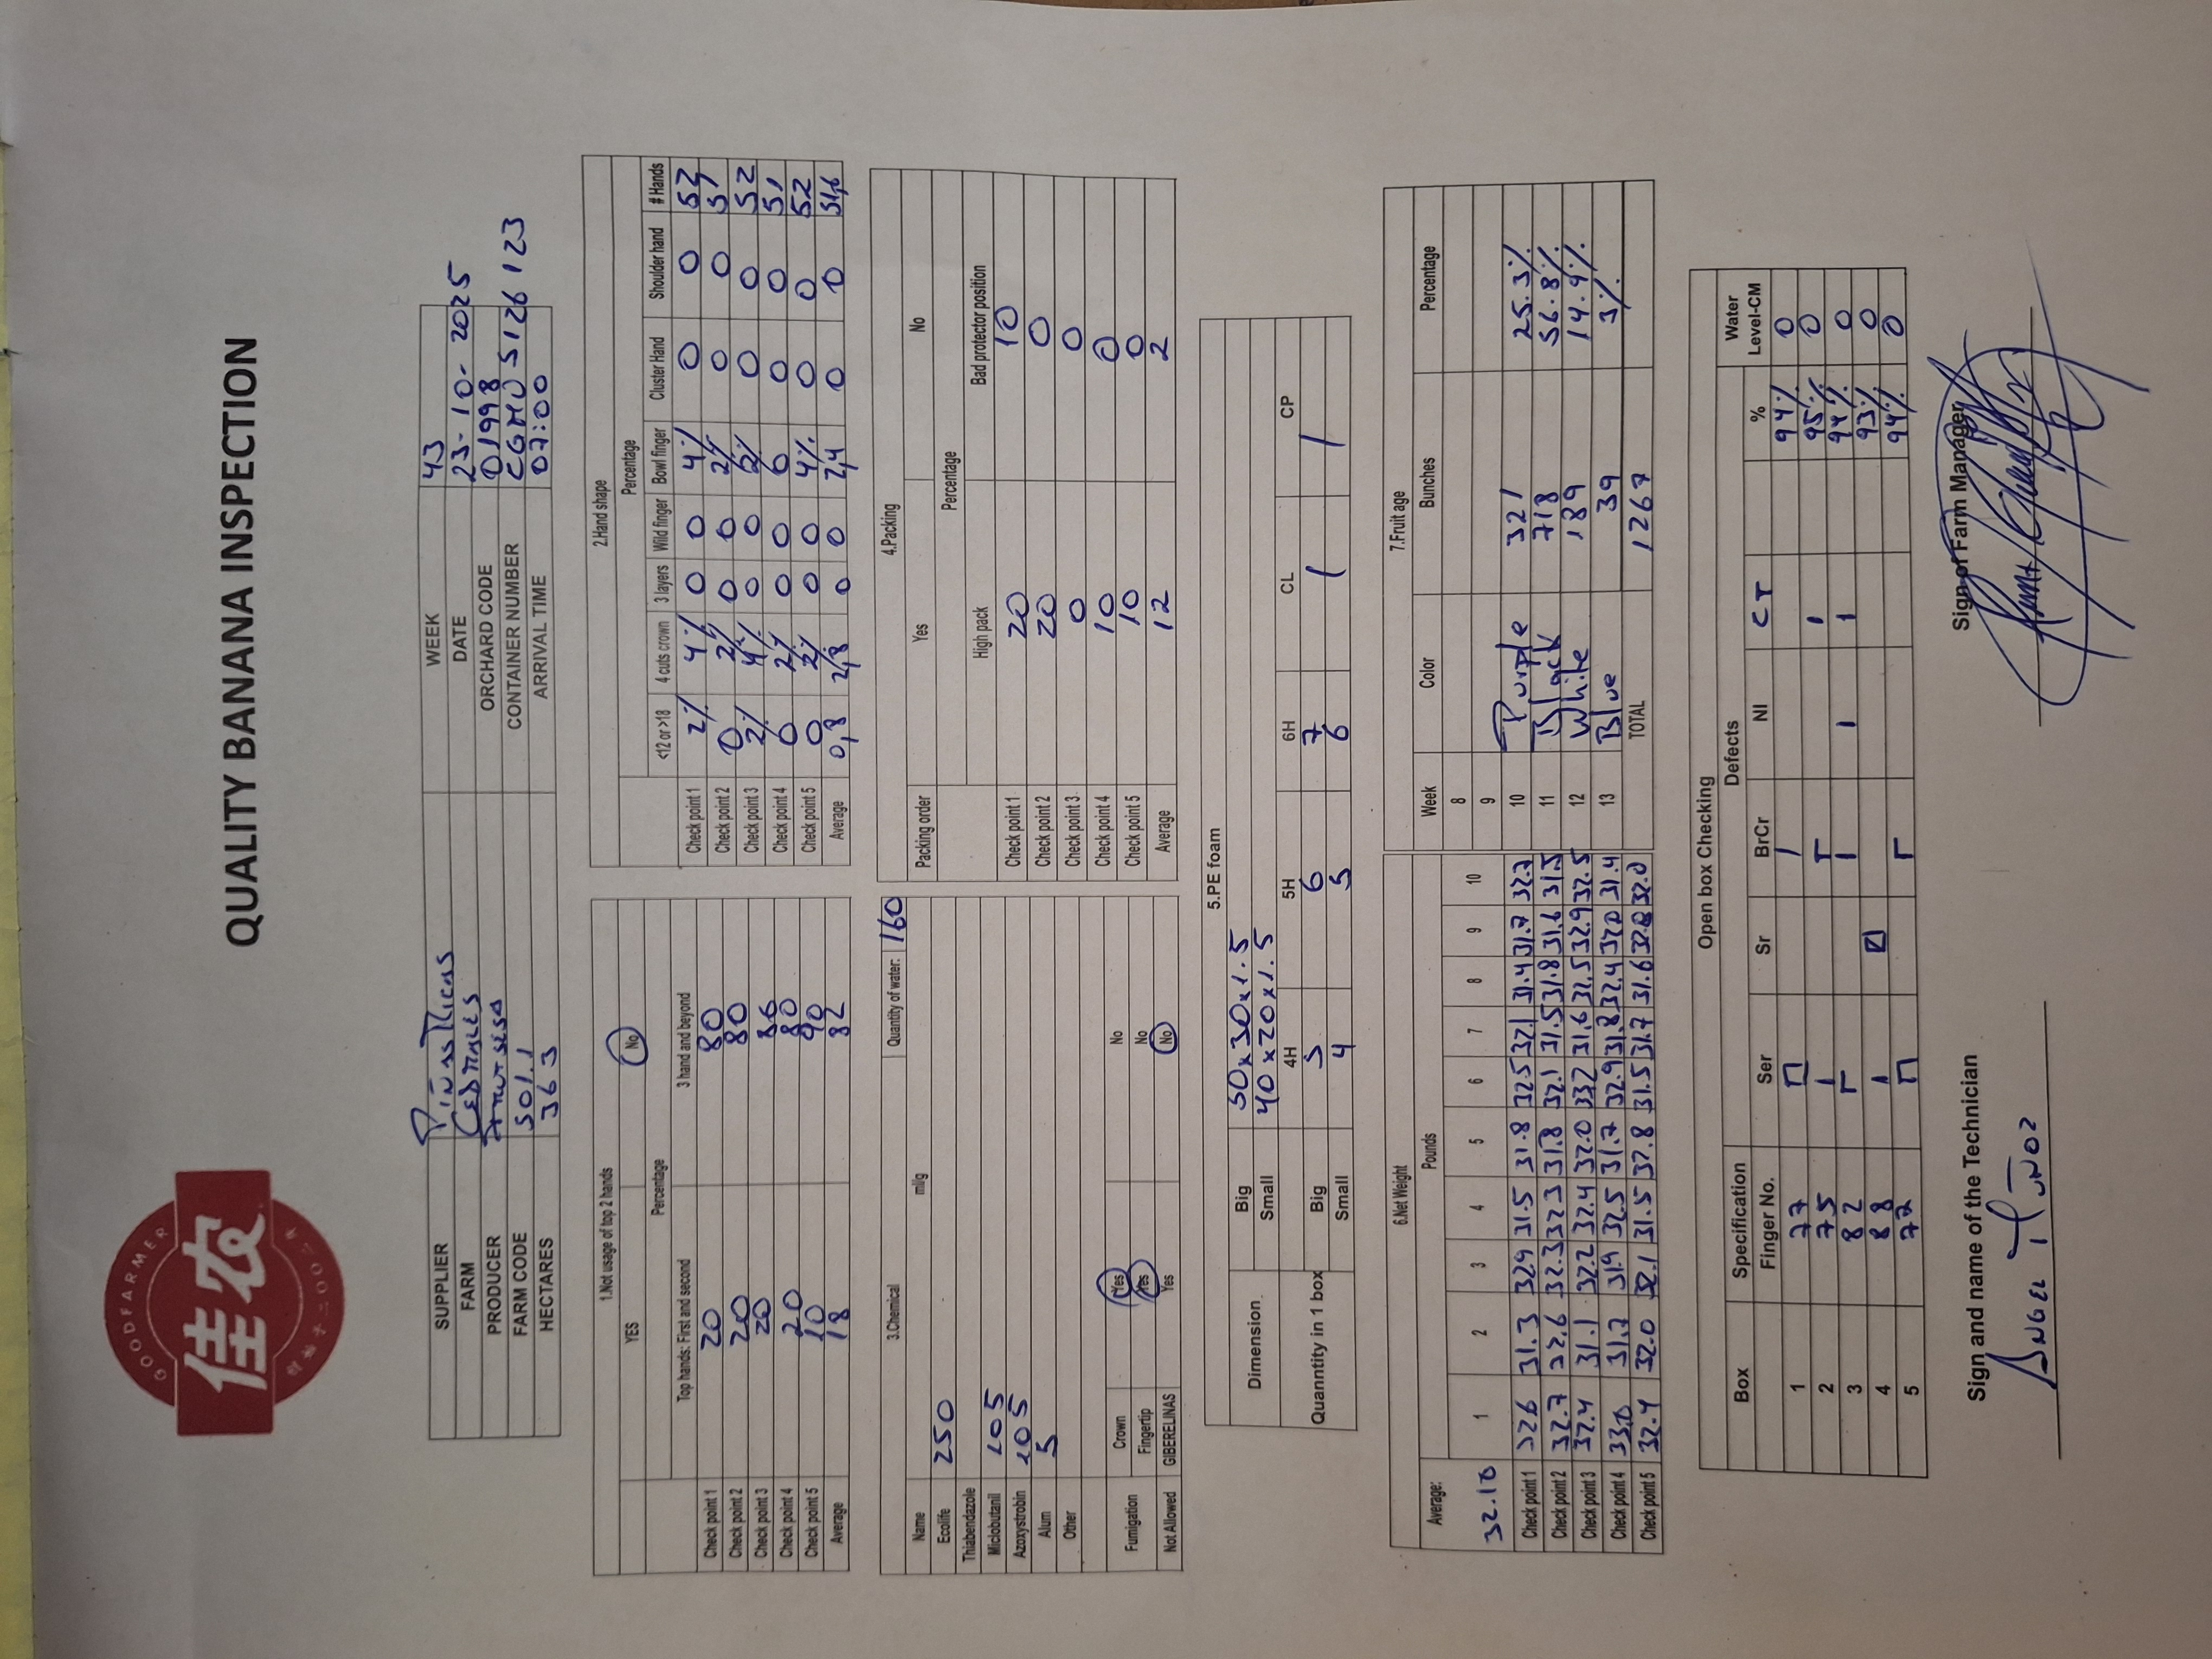 GOODFARMER
佳农
创始于二〇〇二年
QUALITY BANANA INSPECTION
SUPPLIER Piñas Ricas WEEK 43
FARM CEDRALES DATE 23-10-2025
PRODUCER ORCHARD CODE 01998
FARM CODE 501.1 CONTAINER NUMBER CGMU 5126123
HECTARES 363 ARRIVAL TIME 07:00
1.Not usage of top 2 hands
YES No
Percentage
Top hands: First and second 3 hand and beyond
Check point 1 20 80
Check point 2 20 80
Check point 3 20 86
Check point 4 20 80
Check point 5 10 90
Average 18 82
2.Hand shape
Percentage
<12 or >18 4 cuts crown 3 layers Wild finger Bowl finger Cluster Hand Shoulder hand # Hands
Check point 1 2% 4% 0 0 4% 0 0 52
Check point 2 0 2% 0 0 2% 0 0 51
Check point 3 2% 4% 0 0 2% 0 0 52
Check point 4 0 2% 0 0 0 0 0 51
Check point 5 0 2% 0 0 4% 0 0 52
Average 0,8 2,8 0 0 2,4 0 0 51,6
3.Chemical Quantity of water: 160
Name ml/g
Ecolife 250
Thiabendazole
Miclobutanil 105
Azoxystrobin 105
Alum 5
Other
Fumigation Crown Yes No
Fingertip Yes No
Not Allowed GIBERELINAS Yes No
4.Packing
Packing order Yes No
Percentage
High pack Bad protector position
Check point 1 20 10
Check point 2 20 0
Check point 3 0 0
Check point 4 10 0
Check point 5 10 0
Average 12 2
5.PE foam
Dimension Big 50x30x1.5
Small 40x20x1.5
4H 5H 6H CL CP
Quanntity in 1 box Big 5 6 7 / /
Small 4 5 6
6.Net Weight
Average: Pounds
32.10 1 2 3 4 5 6 7 8 9 10
Check point 1 32.6 31.3 32.9 31.5 31.8 32.5 32.1 31.4 31.7 32.7
Check point 2 32.7 32.6 32.3 32.3 31.8 32.1 31.5 31.8 31.6 31.5
Check point 3 32.4 31.1 32.2 32.4 32.0 33.2 31.6 32.5 32.9 32.5
Check point 4 33.0 31.7 31.9 32.5 31.7 32.9 31.8 32.4 32.0 31.4
Check point 5 32.4 32.0 32.1 31.5 32.8 31.5 31.7 31.6 32.8 32.0
7.Fruit age
Week Color Bunches Percentage
8
9
10 Purple 321 25.3%
11 Black 718 56.8%
12 White 189 14.9%
13 Blue 39 3%
TOTAL 1267
Open box Checking
Box Specification Defects Water
Finger No. Ser Sr BrCr NI CT % Level-CM
1 77 94% 0
2 75 95% 0
3 82 94% 0
4 88 93% 0
5 77 94% 0
Sign and name of the Technician Sign of Farm Manager
ANGEL MUÑOZ